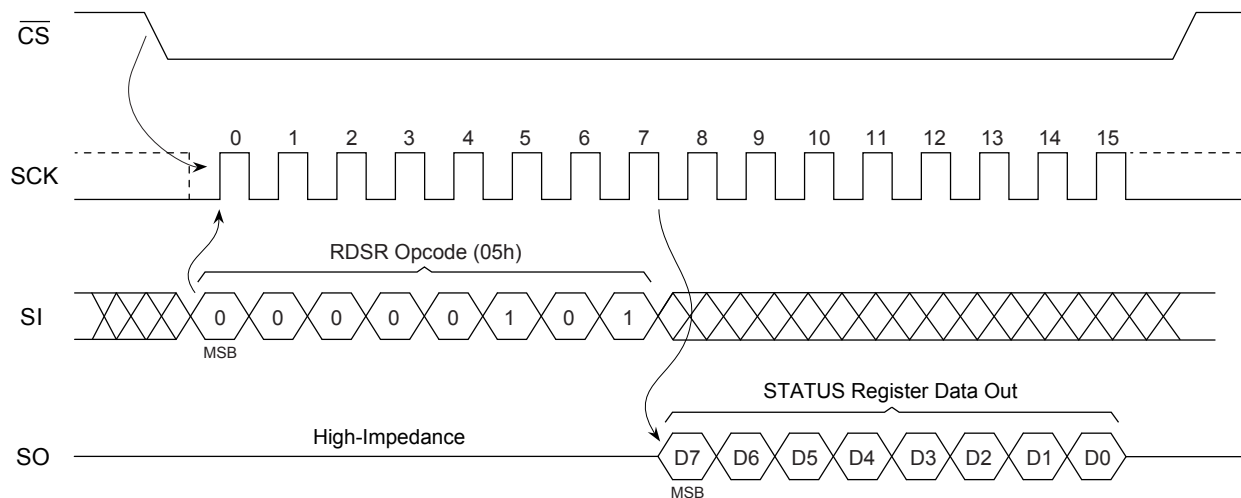 CS
0 1 2 3 4 5 6 7 8 9 10 11 12 13 14 15
SCK
RDSR Opcode (05h)
SI 0 0 0 0 0 1 0 1
MSB
STATUS Register Data Out
High-Impedance
SO D7 D6 D5 D4 D3 D2 D1 D0
MSB